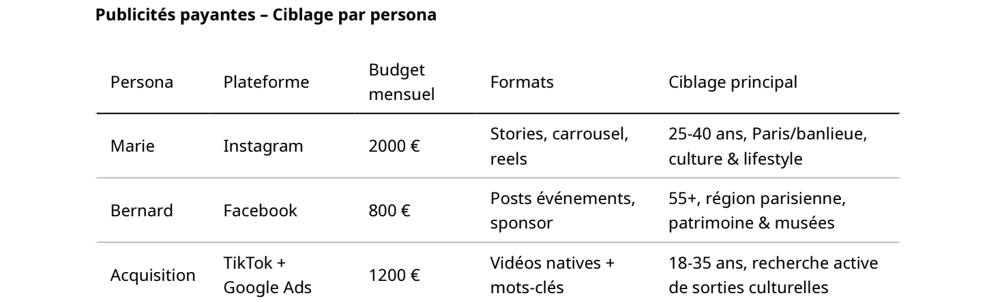 Publicités payantes – Ciblage par persona
Persona Plateforme Budget mensuel Formats Ciblage principal
Marie Instagram 2000 € Stories, carrousel, reels 25-40 ans, Paris/banlieue, culture & lifestyle
Bernard Facebook 800 € Posts événements, sponsor 55+, région parisienne, patrimoine & musées
Acquisition TikTok + Google Ads 1200 € Vidéos natives + mots-clés 18-35 ans, recherche active de sorties culturelles